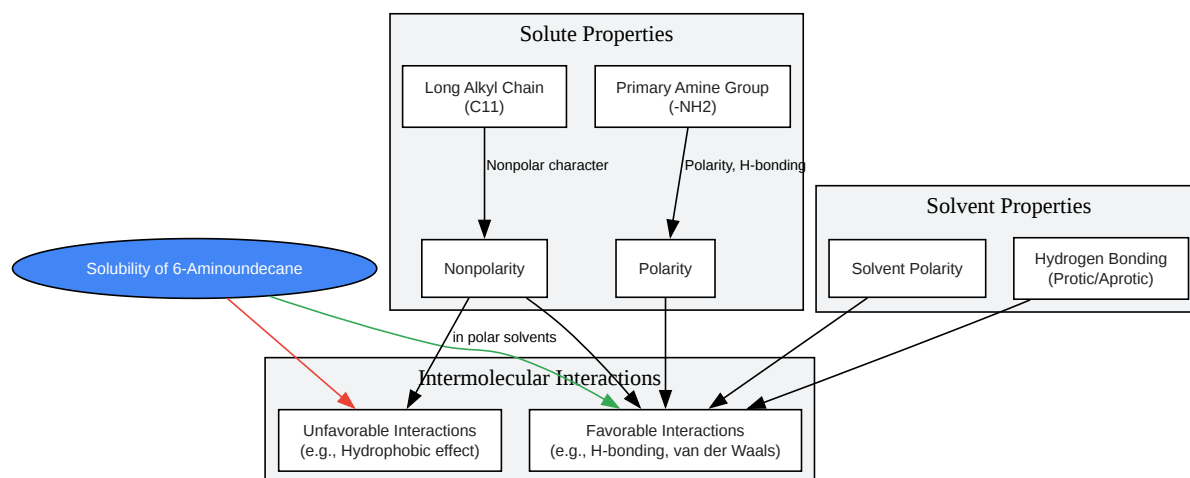 Solute Properties
Long Alkyl Chain
(C11)
Primary Amine Group
(-NH2)
Nonpolar character
Polarity, H-bonding
Solvent Properties
Solubility of 6-Aminoundecane
Nonpolarity
Polarity
Solvent Polarity
Hydrogen Bonding
(Protic/Aprotic)
in polar solvents
Intermolecular Interactions
Unfavorable Interactions
(e.g., Hydrophobic effect)
Favorable Interactions
(e.g., H-bonding, van der Waals)